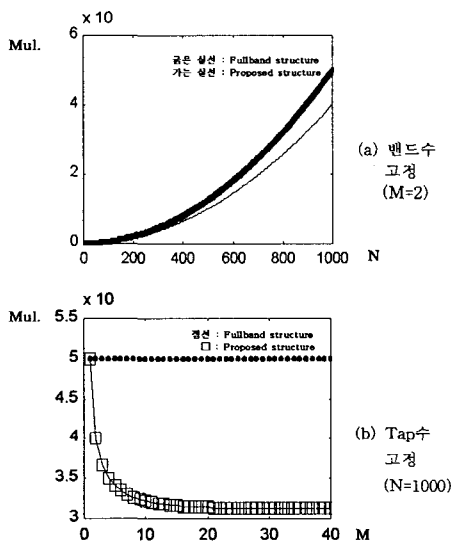 Mul.
x 10
6
4
2
0
굵은 실선 : Fullband structure
가는 실선 : Proposed structure
0 200 400 600 800 1000 N
(a) 밴드수
고정
(M=2)
Mul.
x 10
5.5
5
4.5
4
3.5
3
점선 : Fullband structure
□ : Proposed structure
0 10 20 30 40 M
(b) Tap수
고정
(N=1000)